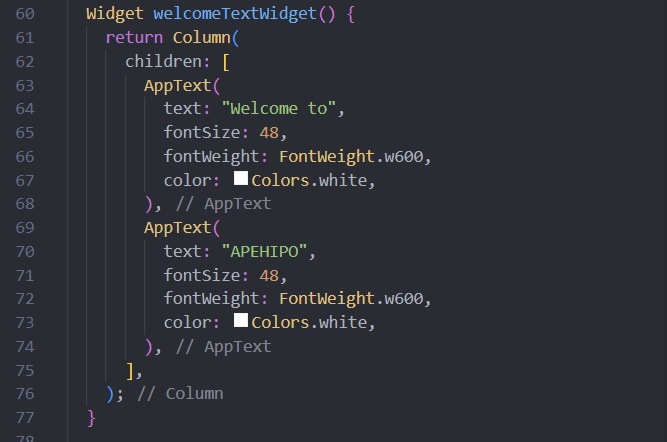 60 Widget welcomeTextWidget() {
61 return Column(
62 children: [
63 AppText(
64 text: "Welcome to",
65 fontSize: 48,
66 fontWeight: FontWeight.w600,
67 color: Colors.white,
68 ), // AppText
69 AppText(
70 text: "APEHIPO",
71 fontSize: 48,
72 fontWeight: FontWeight.w600,
73 color: Colors.white,
74 ), // AppText
75 ],
76 ); // Column
77 }
78